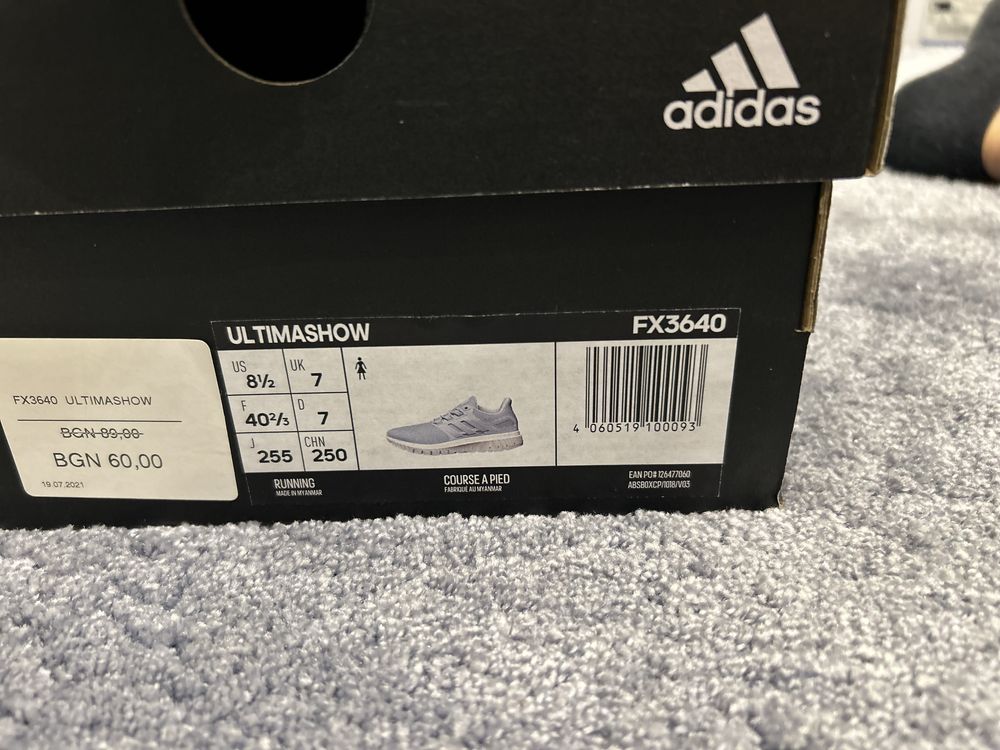 adidas
FX3640 ULTIMASHOW
BGN 89,00
BGN 60,00
19.07.2021
ULTIMASHOW
FX3640
US 8½
UK 7
F 40⅔
D 7
J 255
CHN 250
4 060519 100093
RUNNING
MADE IN MYANMAR
COURSE A PIED
FABRIQUÉ AU MYANMAR
EAN PO# 126477060
ABSBOXCP/1018/V03